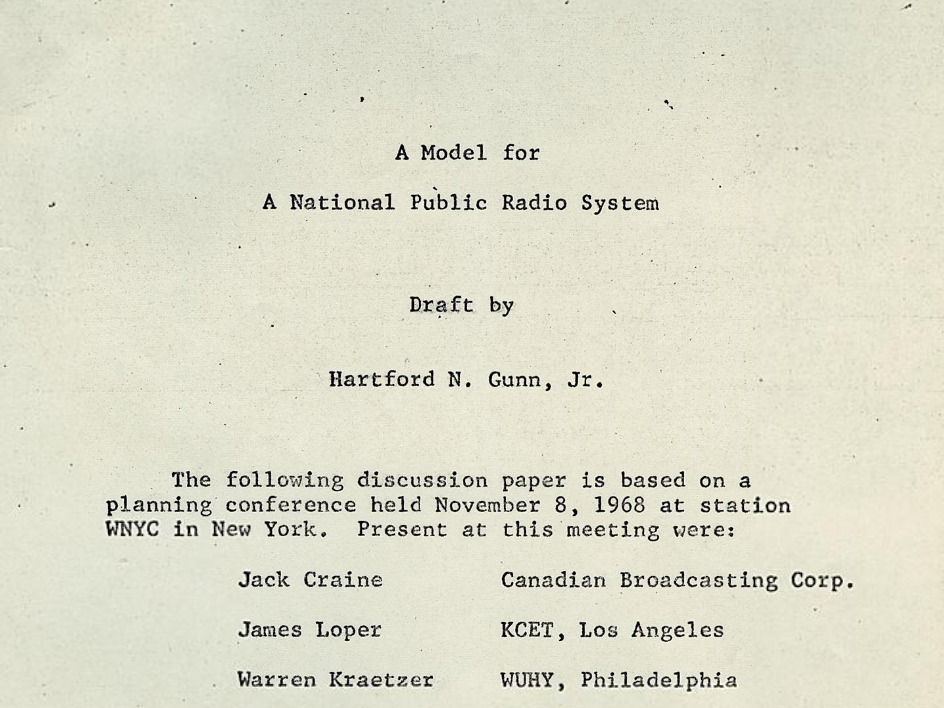 A Model for
A National Public Radio System
Draft by
Hartford N. Gunn, Jr.
The following discussion paper is based on a
planning conference held November 8, 1968 at station
WNYC in New York. Present at this meeting were:
Jack Craine Canadian Broadcasting Corp.
James Loper KCET, Los Angeles
Warren Kraetzer WUHY, Philadelphia